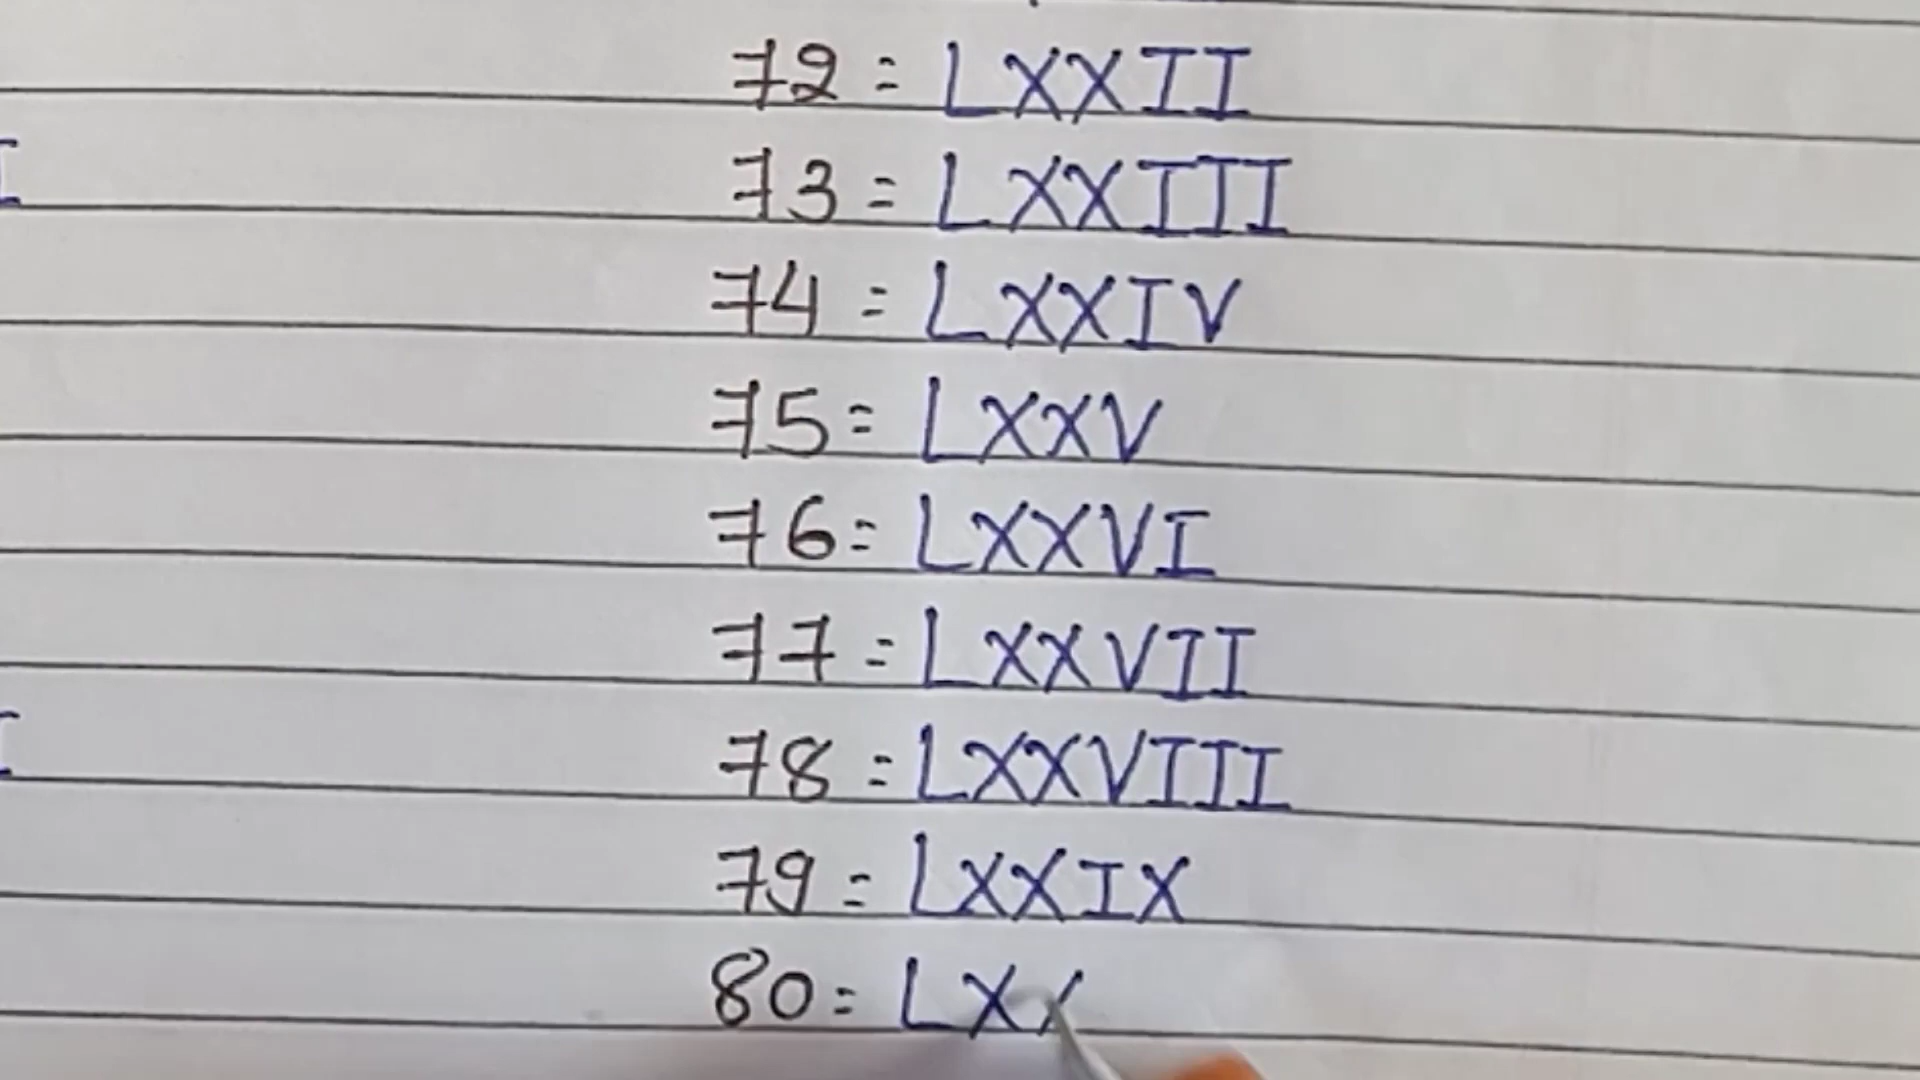 72 = LXXII
73 = LXXIII
74 = LXXIV
75 = LXXV
76 = LXXVI
77 = LXXVII
78 = LXXVIII
79 = LXXIX
80 = LXX